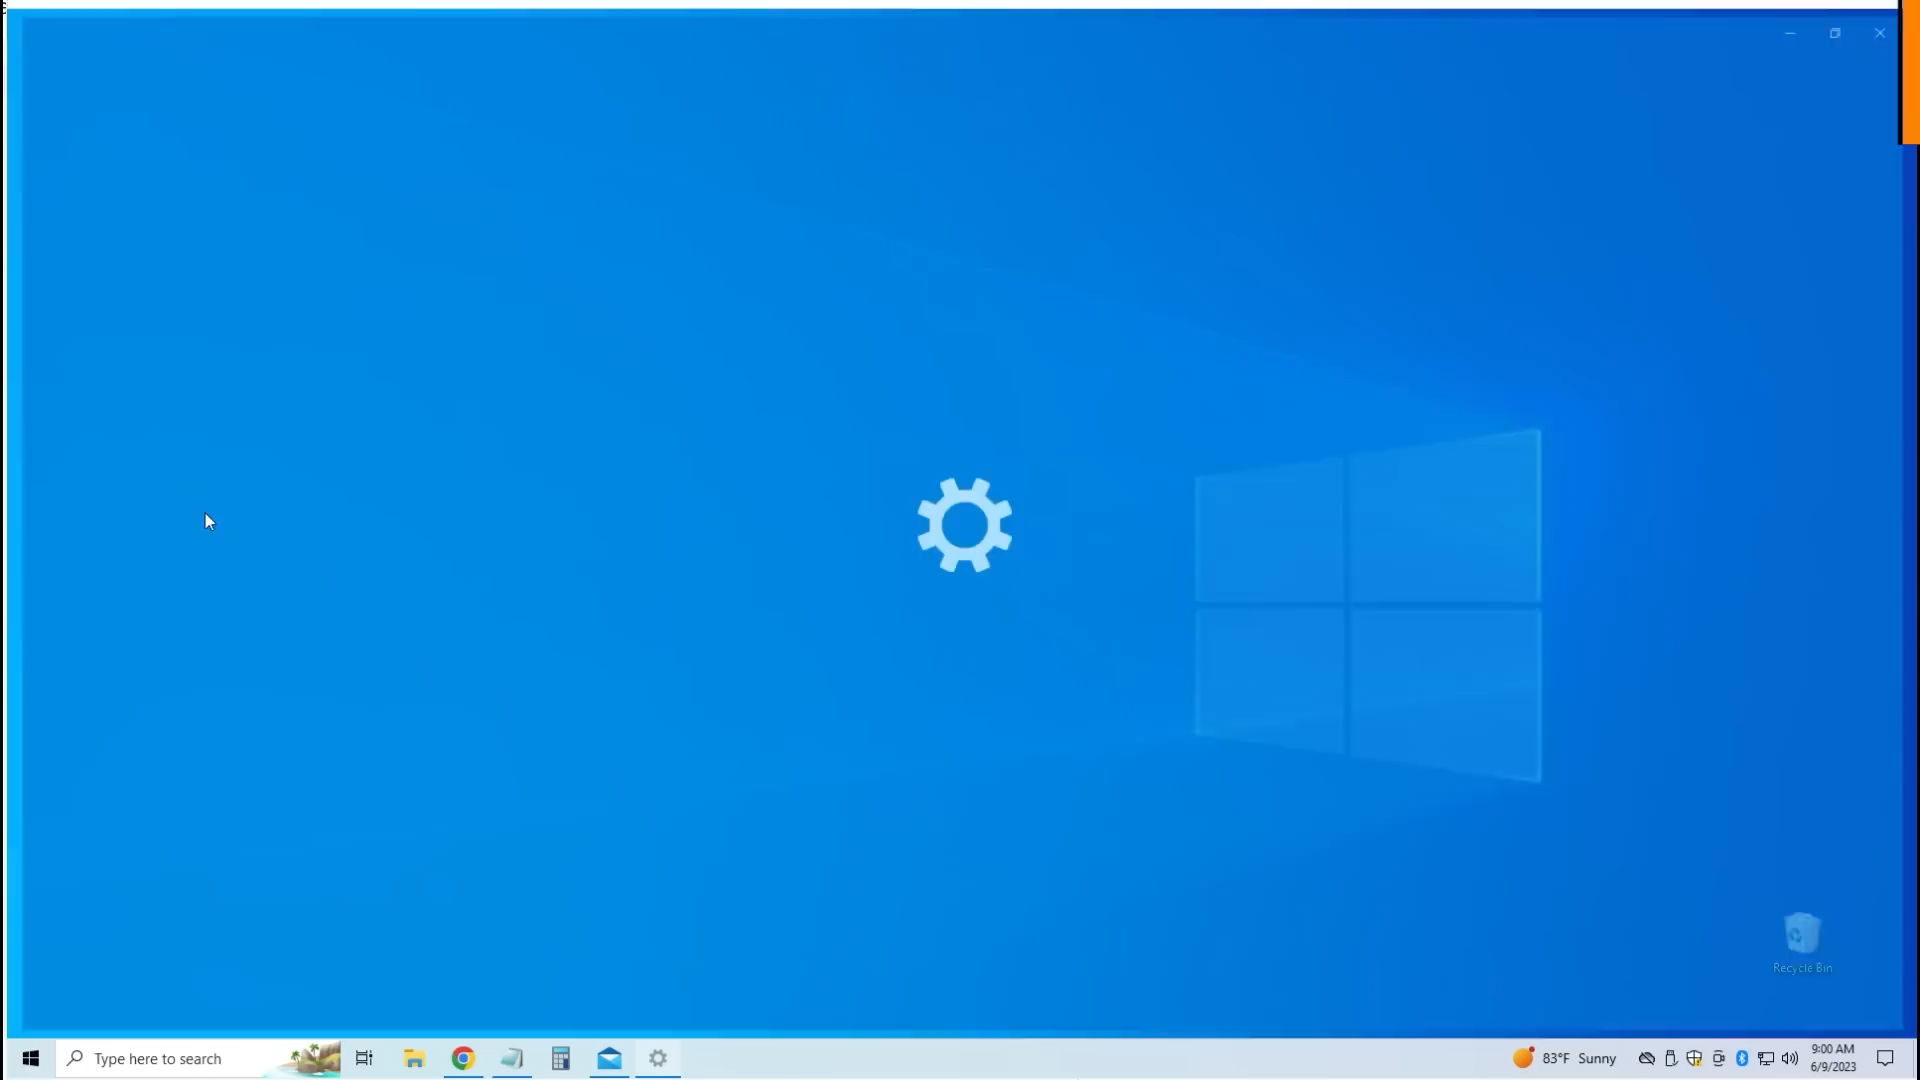 Recycle Bin
Type here to search
83°F Sunny
9:00 AM
6/9/2023